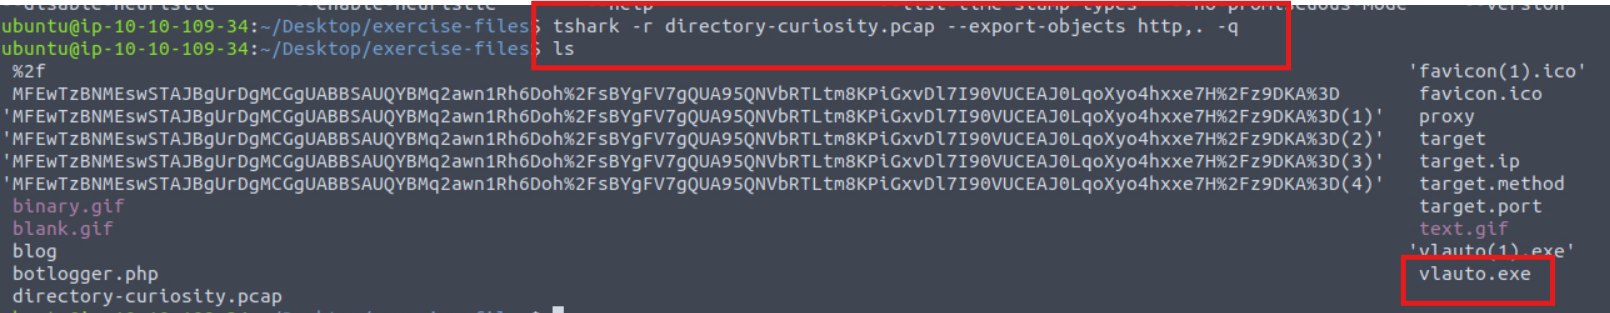 ubuntu@ip-10-10-109-34:~/Desktop/exercise-files$ tshark -r directory-curiosity.pcap --export-objects http,. -q
ubuntu@ip-10-10-109-34:~/Desktop/exercise-files$ ls
%2f 'favicon(1).ico'
MFEwTzBNMEswSTAJBgUrDgMCGgUABBSAUQYBMq2awn1Rh6Doh%2FsBYgFV7gQUA95QNVbRTLtm8KPiGxvDl7I90VUCEAJ0LqoXyo4hxxe7H%2Fz9DKA%3D favicon.ico
'MFEwTzBNMEswSTAJBgUrDgMCGgUABBSAUQYBMq2awn1Rh6Doh%2FsBYgFV7gQUA95QNVbRTLtm8KPiGxvDl7I90VUCEAJ0LqoXyo4hxxe7H%2Fz9DKA%3D(1)' proxy
'MFEwTzBNMEswSTAJBgUrDgMCGgUABBSAUQYBMq2awn1Rh6Doh%2FsBYgFV7gQUA95QNVbRTLtm8KPiGxvDl7I90VUCEAJ0LqoXyo4hxxe7H%2Fz9DKA%3D(2)' target
'MFEwTzBNMEswSTAJBgUrDgMCGgUABBSAUQYBMq2awn1Rh6Doh%2FsBYgFV7gQUA95QNVbRTLtm8KPiGxvDl7I90VUCEAJ0LqoXyo4hxxe7H%2Fz9DKA%3D(3)' target.ip
'MFEwTzBNMEswSTAJBgUrDgMCGgUABBSAUQYBMq2awn1Rh6Doh%2FsBYgFV7gQUA95QNVbRTLtm8KPiGxvDl7I90VUCEAJ0LqoXyo4hxxe7H%2Fz9DKA%3D(4)' target.method
binary.gif target.port
blank.gif text.gif
blog 'vlauto(1).exe'
botlogger.php vlauto.exe
directory-curiosity.pcap